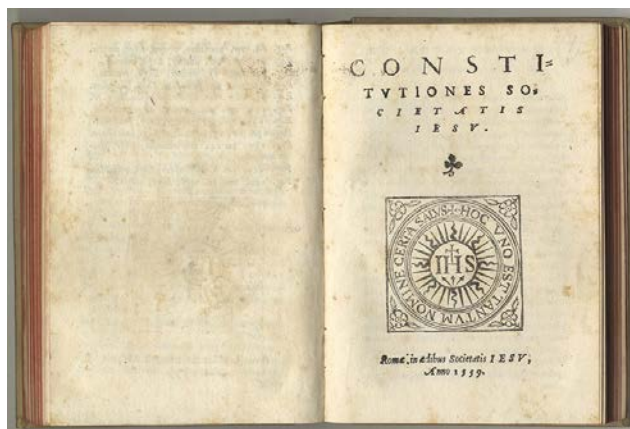 CONSTI=
TVTIONES SO,
CIETATIS
IESV.
HOC VNO EST TANTVM NOMINE CERTA SALVS
IHS
Romæ, in ædibus Societatis IESV,
Anno 1559.